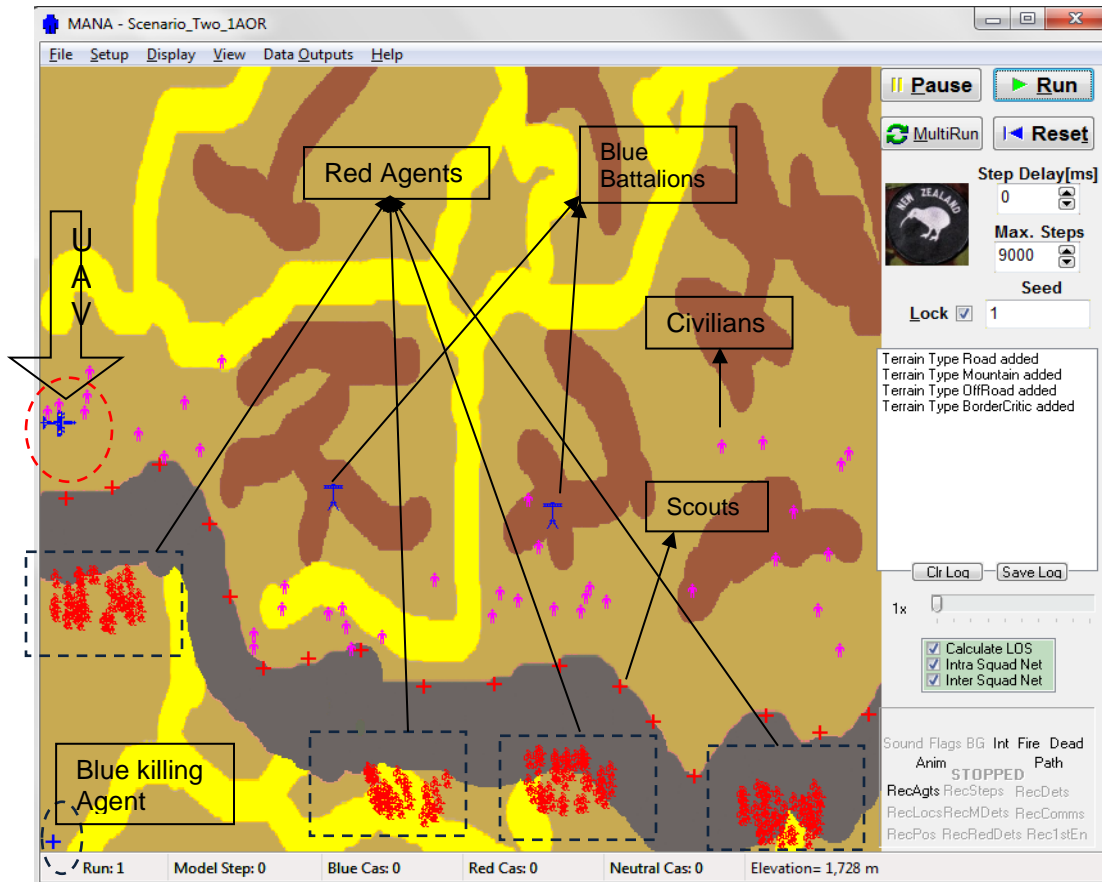 MANA - Scenario_Two_1AOR
File Setup Display View Data Outputs Help
Pause
Run
MultiRun
Reset
Step Delay[ms]
0
NEW ZEALAND
Max. Steps
9000
Seed
Lock
1
Red Agents
Blue
Battalions
U
A
V
Civilians
Scouts
Blue killing
Agent
Terrain Type Road added
Terrain Type Mountain added
Terrain Type OffRoad added
Terrain Type BorderCritic added
Clr Log
Save Log
1x
Calculate LOS
Intra Squad Net
Inter Squad Net
Sound Flags BG Int Fire Dead
Anim Path
STOPPED
RecAgts RecSteps RecDets
RecLocs RecMDets RecComms
RecPos RecRedDets Rec1stEn
Run: 1 Model Step: 0 Blue Cas: 0 Red Cas: 0 Neutral Cas: 0 Elevation= 1,728 m